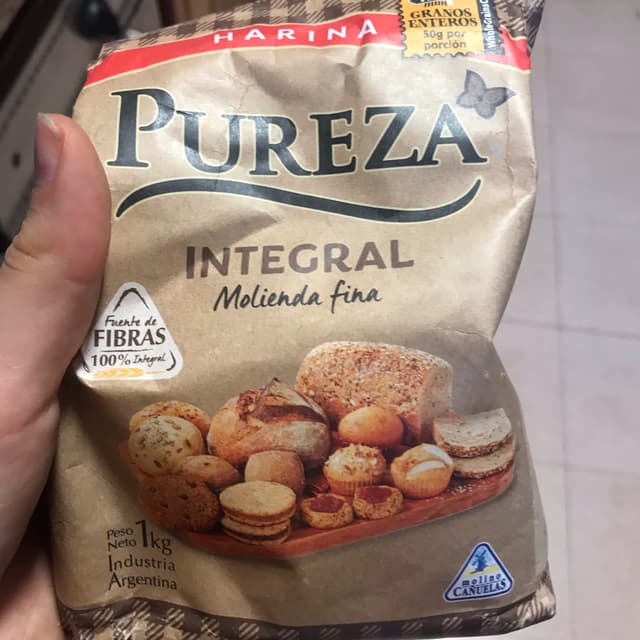 GRANOS
ENTEROS
50g por
porción
HARINA
PUREZA
INTEGRAL
Molienda fina
Fuente de
FIBRAS
100% Integral
Peso
Neto 1kg
Industria
Argentina
molino
CAÑUELAS